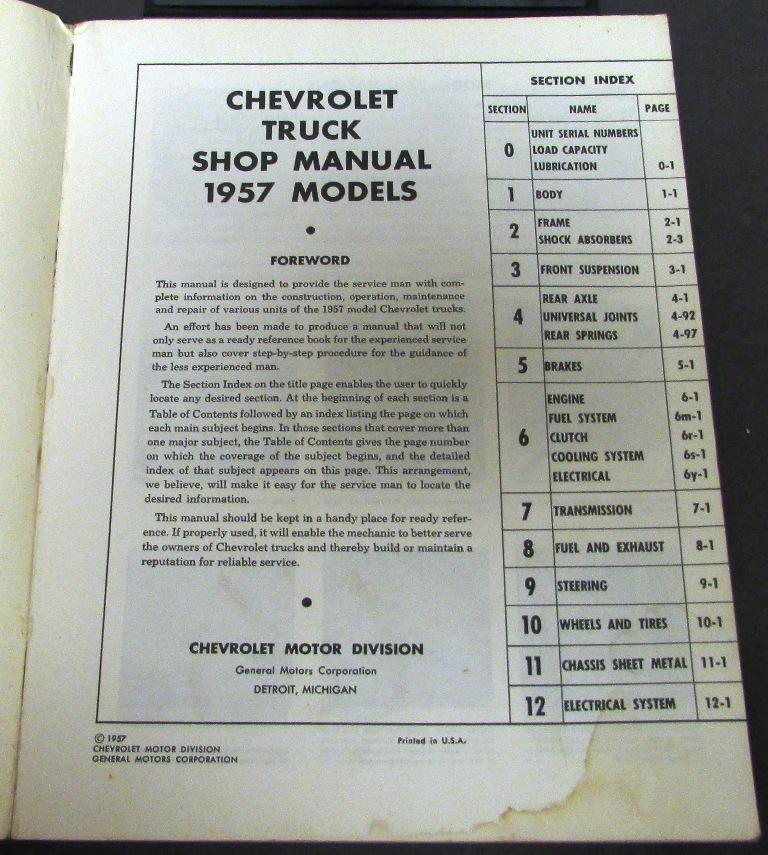 CHEVROLET
TRUCK
SHOP MANUAL
1957 MODELS
•
FOREWORD
This manual is designed to provide the service man with com-
plete information on the construction, operation, maintenance
and repair of various units of the 1957 model Chevrolet trucks.
An effort has been made to produce a manual that will not
only serve as a ready reference book for the experienced service
man but also cover step-by-step procedure for the guidance of
the less experienced man.
The Section Index on the title page enables the user to quickly
locate any desired section. At the beginning of each section is a
Table of Contents followed by an index listing the page on which
each main subject begins. In those sections that cover more than
one major subject, the Table of Contents gives the page number
on which the coverage of the subject begins, and the detailed
index of that subject appears on this page. This arrangement,
we believe, will make it easy for the service man to locate the
desired information.
This manual should be kept in a handy place for ready refer-
ence. If properly used, it will enable the mechanic to better serve
the owners of Chevrolet trucks and thereby build or maintain a
reputation for reliable service.
•
CHEVROLET MOTOR DIVISION
General Motors Corporation
DETROIT, MICHIGAN
SECTION INDEX
SECTION NAME PAGE
0 UNIT SERIAL NUMBERS
LOAD CAPACITY
LUBRICATION 0-1
1 BODY 1-1
2 FRAME 2-1
SHOCK ABSORBERS 2-3
3 FRONT SUSPENSION 3-1
4 REAR AXLE 4-1
UNIVERSAL JOINTS 4-92
REAR SPRINGS 4-97
5 BRAKES 5-1
6 ENGINE 6-1
FUEL SYSTEM 6m-1
CLUTCH 6r-1
COOLING SYSTEM 6s-1
ELECTRICAL 6y-1
7 TRANSMISSION 7-1
8 FUEL AND EXHAUST 8-1
9 STEERING 9-1
10 WHEELS AND TIRES 10-1
11 CHASSIS SHEET METAL 11-1
12 ELECTRICAL SYSTEM 12-1
© 1957
CHEVROLET MOTOR DIVISION
GENERAL MOTORS CORPORATION
Printed in U.S.A.